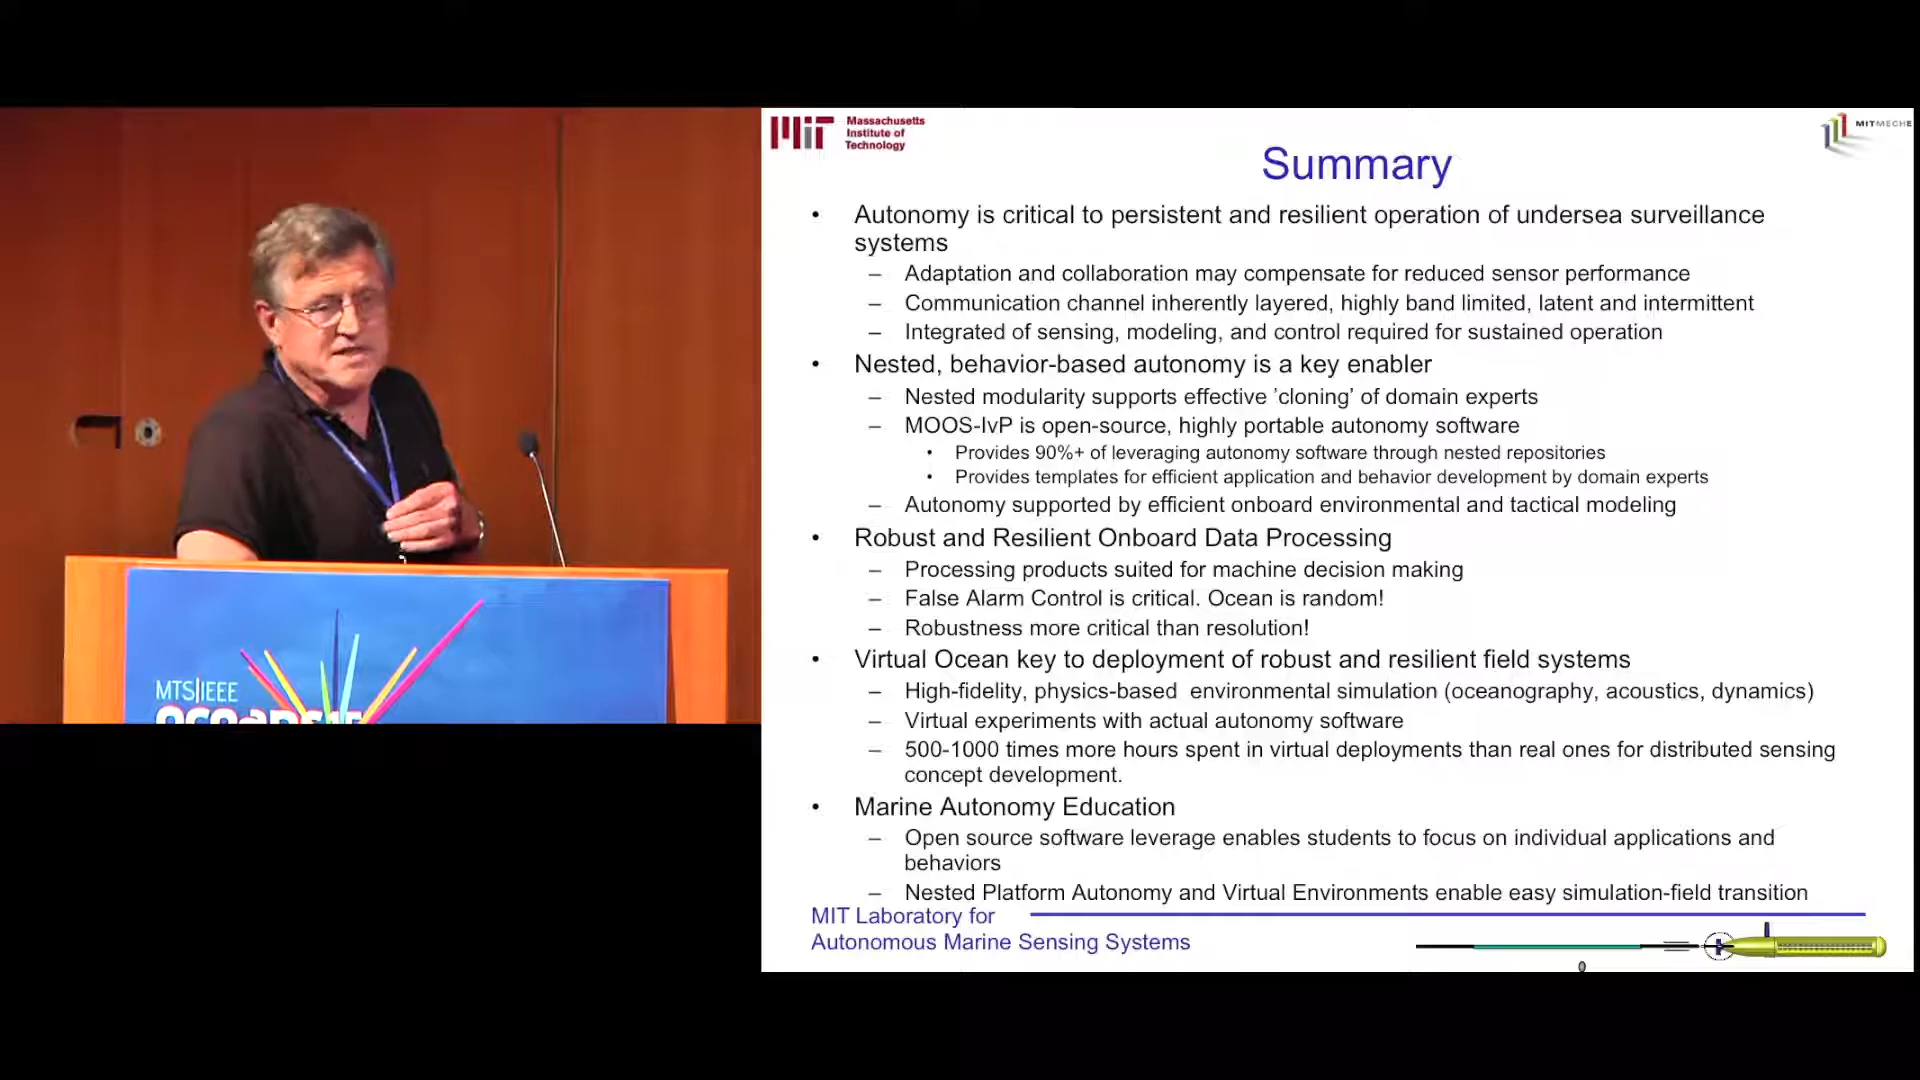 Massachusetts
Institute of
Technology
MITMECHE
Summary
• Autonomy is critical to persistent and resilient operation of undersea surveillance
systems
– Adaptation and collaboration may compensate for reduced sensor performance
– Communication channel inherently layered, highly band limited, latent and intermittent
– Integrated of sensing, modeling, and control required for sustained operation
• Nested, behavior-based autonomy is a key enabler
– Nested modularity supports effective ’cloning’ of domain experts
– MOOS-IvP is open-source, highly portable autonomy software
• Provides 90%+ of leveraging autonomy software through nested repositories
• Provides templates for efficient application and behavior development by domain experts
– Autonomy supported by efficient onboard environmental and tactical modeling
• Robust and Resilient Onboard Data Processing
– Processing products suited for machine decision making
– False Alarm Control is critical. Ocean is random!
– Robustness more critical than resolution!
• Virtual Ocean key to deployment of robust and resilient field systems
– High-fidelity, physics-based environmental simulation (oceanography, acoustics, dynamics)
– Virtual experiments with actual autonomy software
– 500-1000 times more hours spent in virtual deployments than real ones for distributed sensing
concept development.
• Marine Autonomy Education
– Open source software leverage enables students to focus on individual applications and
behaviors
– Nested Platform Autonomy and Virtual Environments enable easy simulation-field transition
MIT Laboratory for
Autonomous Marine Sensing Systems
MTS|IEEE